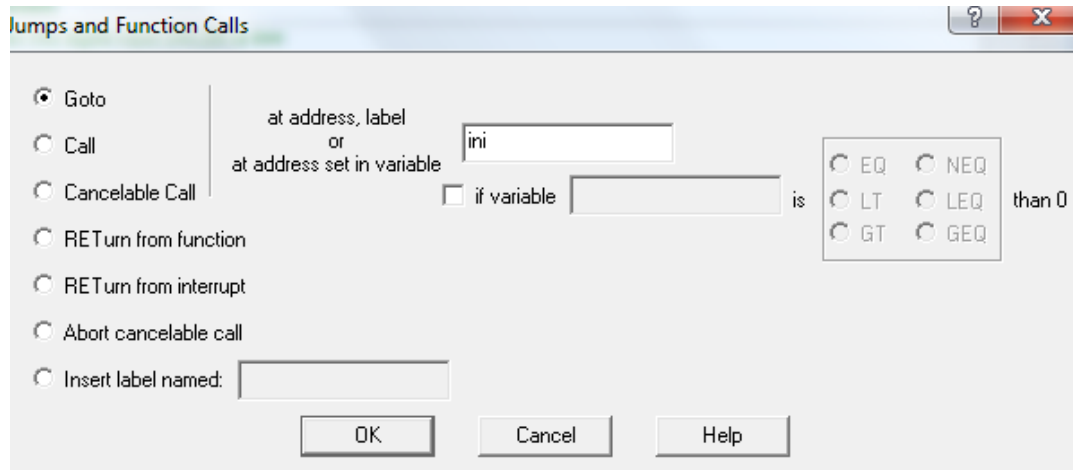 Jumps and Function Calls
Goto
Call
Cancelable Call
RETurn from function
RETurn from interrupt
Abort cancelable call
Insert label named:
at address, label
or
at address set in variable
ini
if variable
is
EQ NEQ
LT LEQ
GT GEQ
than 0
OK Cancel Help